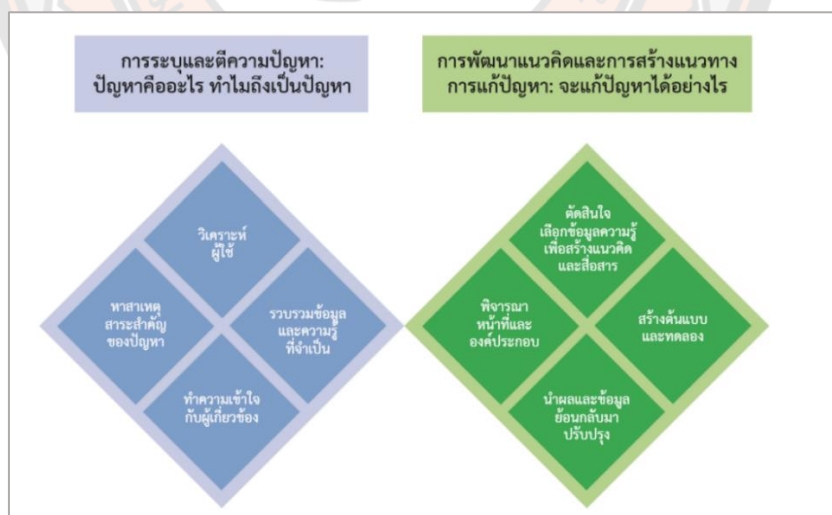 การระบุและตีความปัญหา:
ปัญหาคืออะไร ทำไมถึงเป็นปัญหา
การพัฒนาแนวคิดและการสร้างแนวทาง
การแก้ปัญหา: จะแก้ปัญหาได้อย่างไร
วิเคราะห์
ผู้ใช้
หาสาเหตุ
สาระสำคัญ
ของปัญหา
รวบรวมข้อมูล
และความรู้
ที่จำเป็น
ทำความเข้าใจ
กับผู้เกี่ยวข้อง
ตัดสินใจ
เลือกข้อมูลความรู้
เพื่อสร้างแนวคิด
และสื่อสาร
พิจารณา
หน้าที่และ
องค์ประกอบ
สร้างต้นแบบ
และทดลอง
นำผลและข้อมูล
ย้อนกลับมา
ปรับปรุง